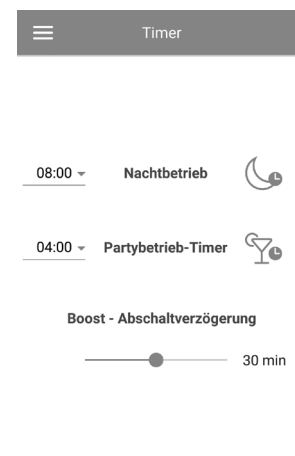 Timer
08:00 Nachtbetrieb
04:00 Partybetrieb-Timer
Boost - Abschaltverzögerung
30 min